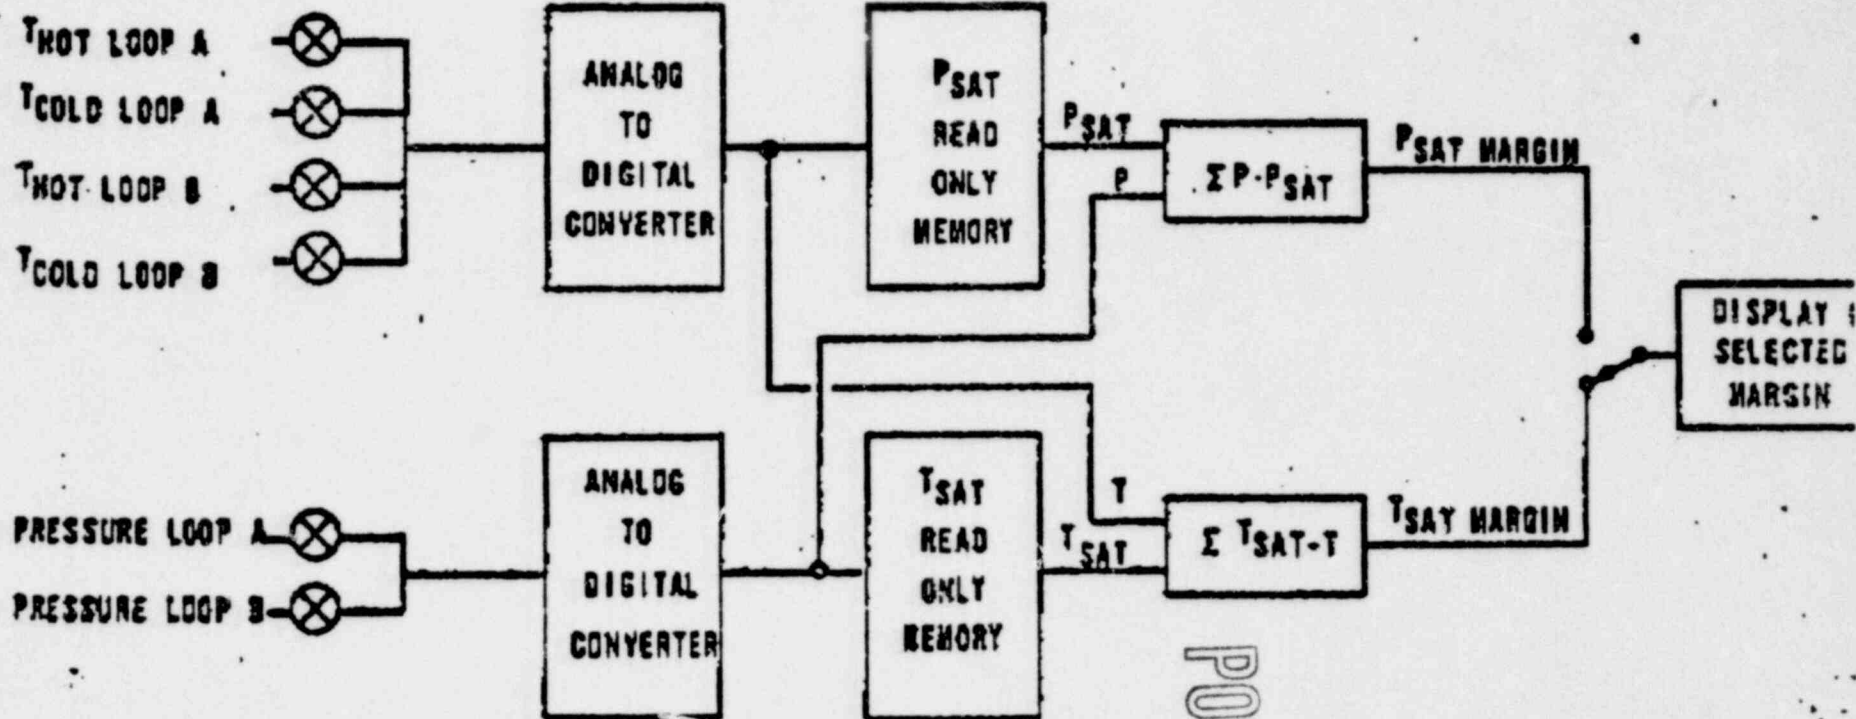 THOT LOOP A
TCOLD LOOP A
THOT LOOP B
TCOLD LOOP B
ANALOG
TO
DIGITAL
CONVERTER
PSAT
READ
ONLY
MEMORY
PSAT
P
Σ P-PSAT
PSAT MARGIN
DISPLAY
SELECTED
MARGIN
PRESSURE LOOP A
PRESSURE LOOP B
ANALOG
TO
DIGITAL
CONVERTER
TSAT
READ
ONLY
MEMORY
T
TSAT
Σ TSAT-T
TSAT MARGIN
PO